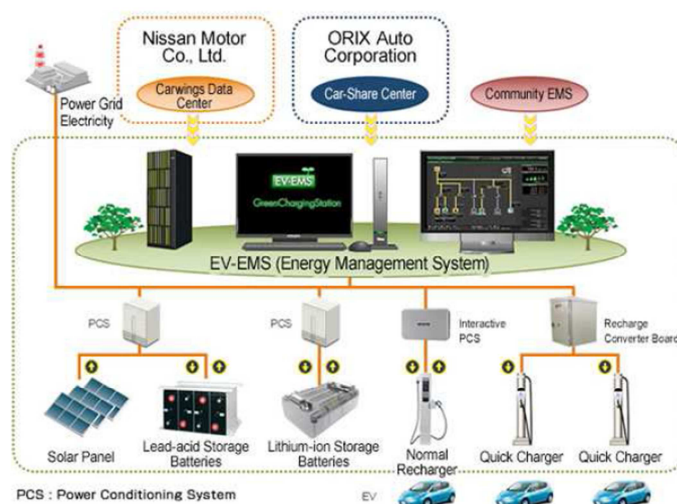 Nissan Motor
Co., Ltd.
Carwings Data
Center
ORIX Auto
Corporation
Car-Share Center
Community EMS
Power Grid
Electricity
EV-EMS
GreenChargingStation
EV-EMS (Energy Management System)
PCS
PCS
Interactive
PCS
Recharge
Converter Board
Solar Panel
Lead-acid Storage
Batteries
Lithium-ion Storage
Batteries
Normal
Recharger
Quick Charger
Quick Charger
PCS : Power Conditioning System
EV